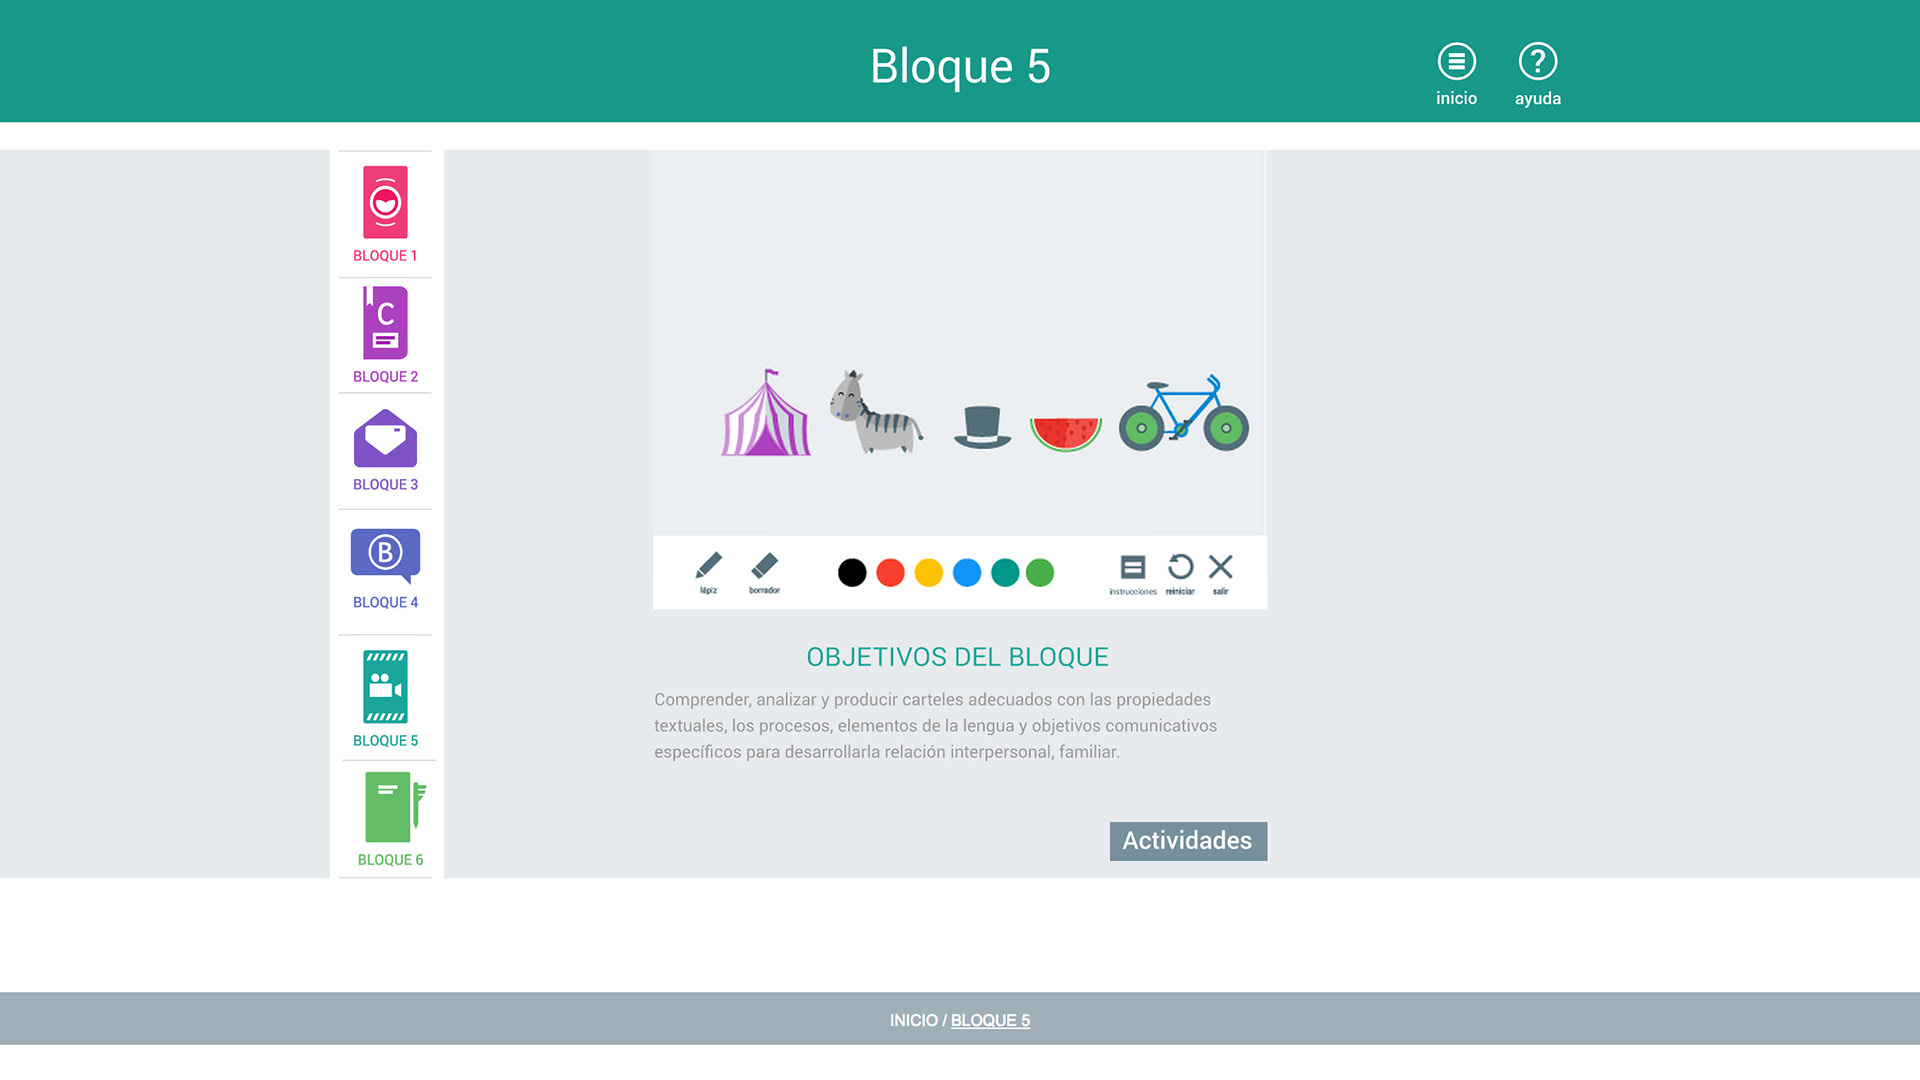 Bloque 5
inicio
ayuda
BLOQUE 1
C
BLOQUE 2
BLOQUE 3
B
BLOQUE 4
BLOQUE 5
BLOQUE 6
lápiz
borrador
instrucciones
reiniciar
salir
OBJETIVOS DEL BLOQUE
Comprender, analizar y producir carteles adecuados con las propiedades
textuales, los procesos, elementos de la lengua y objetivos comunicativos
específicos para desarrollarla relación interpersonal, familiar.
Actividades
INICIO / BLOQUE 5